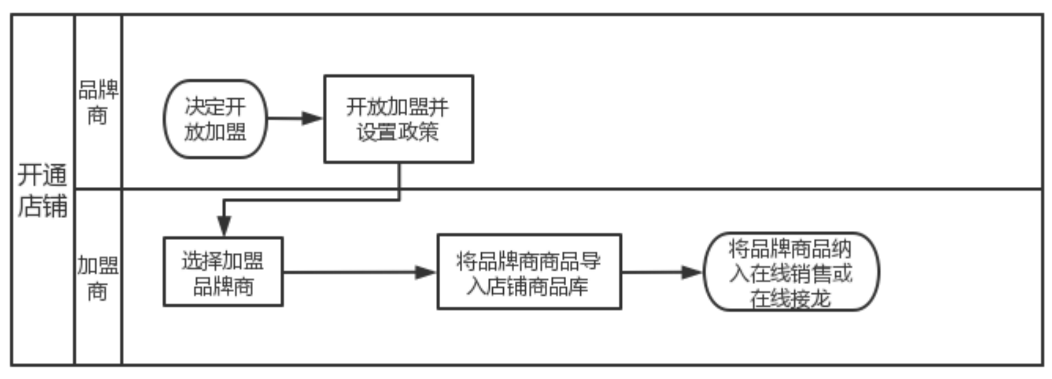 开通
店铺
品牌
商
决定开
放加盟
开放加盟并
设置政策
加盟
商
选择加盟
品牌商
将品牌商商品导
入店铺商品库
将品牌商品纳
入在线销售或
在线接龙